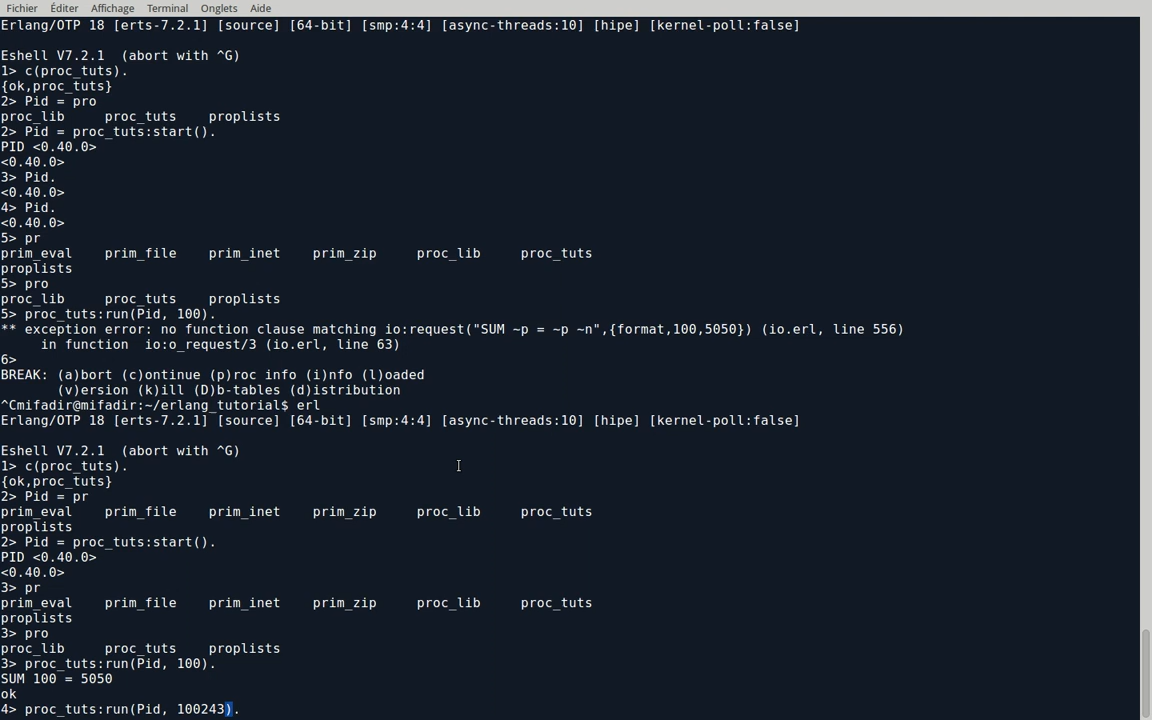 Fichier Éditer Affichage Terminal Onglets Aide
Erlang/OTP 18 [erts-7.2.1] [source] [64-bit] [smp:4:4] [async-threads:10] [hipe] [kernel-poll:false]
Eshell V7.2.1  (abort with ^G)
1> c(proc_tuts).
{ok,proc_tuts}
2> Pid = pro
proc_lib     proc_tuts    proplists
2> Pid = proc_tuts:start().
PID <0.40.0>
<0.40.0>
3> Pid.
<0.40.0>
4> Pid.
<0.40.0>
5> pr
prim_eval    prim_file    prim_inet    prim_zip     proc_lib     proc_tuts
proplists
5> pro
proc_lib     proc_tuts    proplists
5> proc_tuts:run(Pid, 100).
** exception error: no function clause matching io:request("SUM ~p = ~p ~n",{format,100,5050}) (io.erl, line 556)
     in function  io:o_request/3 (io.erl, line 63)
6>
BREAK: (a)bort (c)ontinue (p)roc info (i)nfo (l)oaded
       (v)ersion (k)ill (D)b-tables (d)istribution
^Cmifadir@mifadir:~/erlang_tutorial$ erl
Erlang/OTP 18 [erts-7.2.1] [source] [64-bit] [smp:4:4] [async-threads:10] [hipe] [kernel-poll:false]
Eshell V7.2.1  (abort with ^G)
1> c(proc_tuts).
{ok,proc_tuts}
2> Pid = pr
prim_eval    prim_file    prim_inet    prim_zip     proc_lib     proc_tuts
proplists
2> Pid = proc_tuts:start().
PID <0.40.0>
<0.40.0>
3> pr
prim_eval    prim_file    prim_inet    prim_zip     proc_lib     proc_tuts
proplists
3> pro
proc_lib     proc_tuts    proplists
3> proc_tuts:run(Pid, 100).
SUM 100 = 5050
ok
4> proc_tuts:run(Pid, 100243).